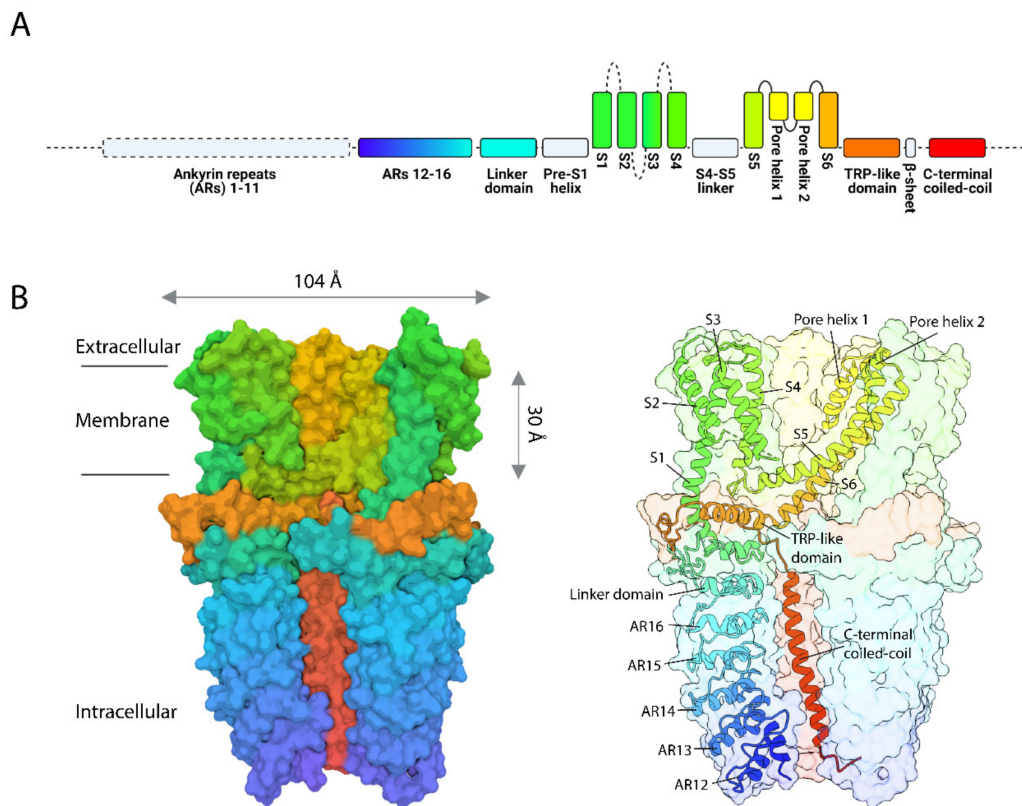 A
S1
S2
S3
S4
S5
Pore helix 1
Pore helix 2
S6
Ankyrin repeats
(ARs) 1-11
ARs 12-16
Linker
domain
Pre-S1
helix
S4-S5
linker
TRP-like
domain
β-sheet
C-terminal
coiled-coil
B
104 Å
Extracellular
Membrane
30 Å
Intracellular
S3
Pore helix 1
Pore helix 2
S4
S2
S5
S1
S6
TRP-like
domain
Linker domain
AR16
C-terminal
coiled-coil
AR15
AR14
AR13
AR12